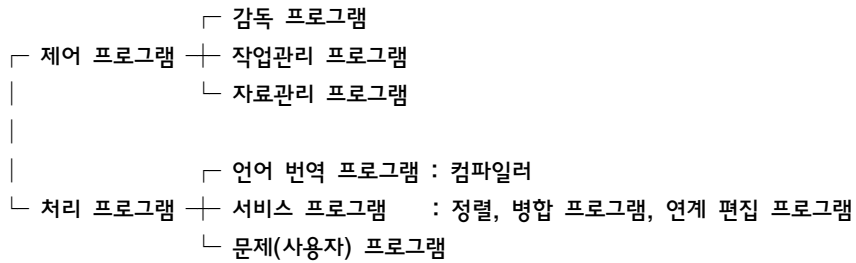 감독 프로그램
제어 프로그램 작업관리 프로그램
자료관리 프로그램
언어 번역 프로그램 : 컴파일러
처리 프로그램 서비스 프로그램 : 정렬, 병합 프로그램, 연계 편집 프로그램
문제(사용자) 프로그램